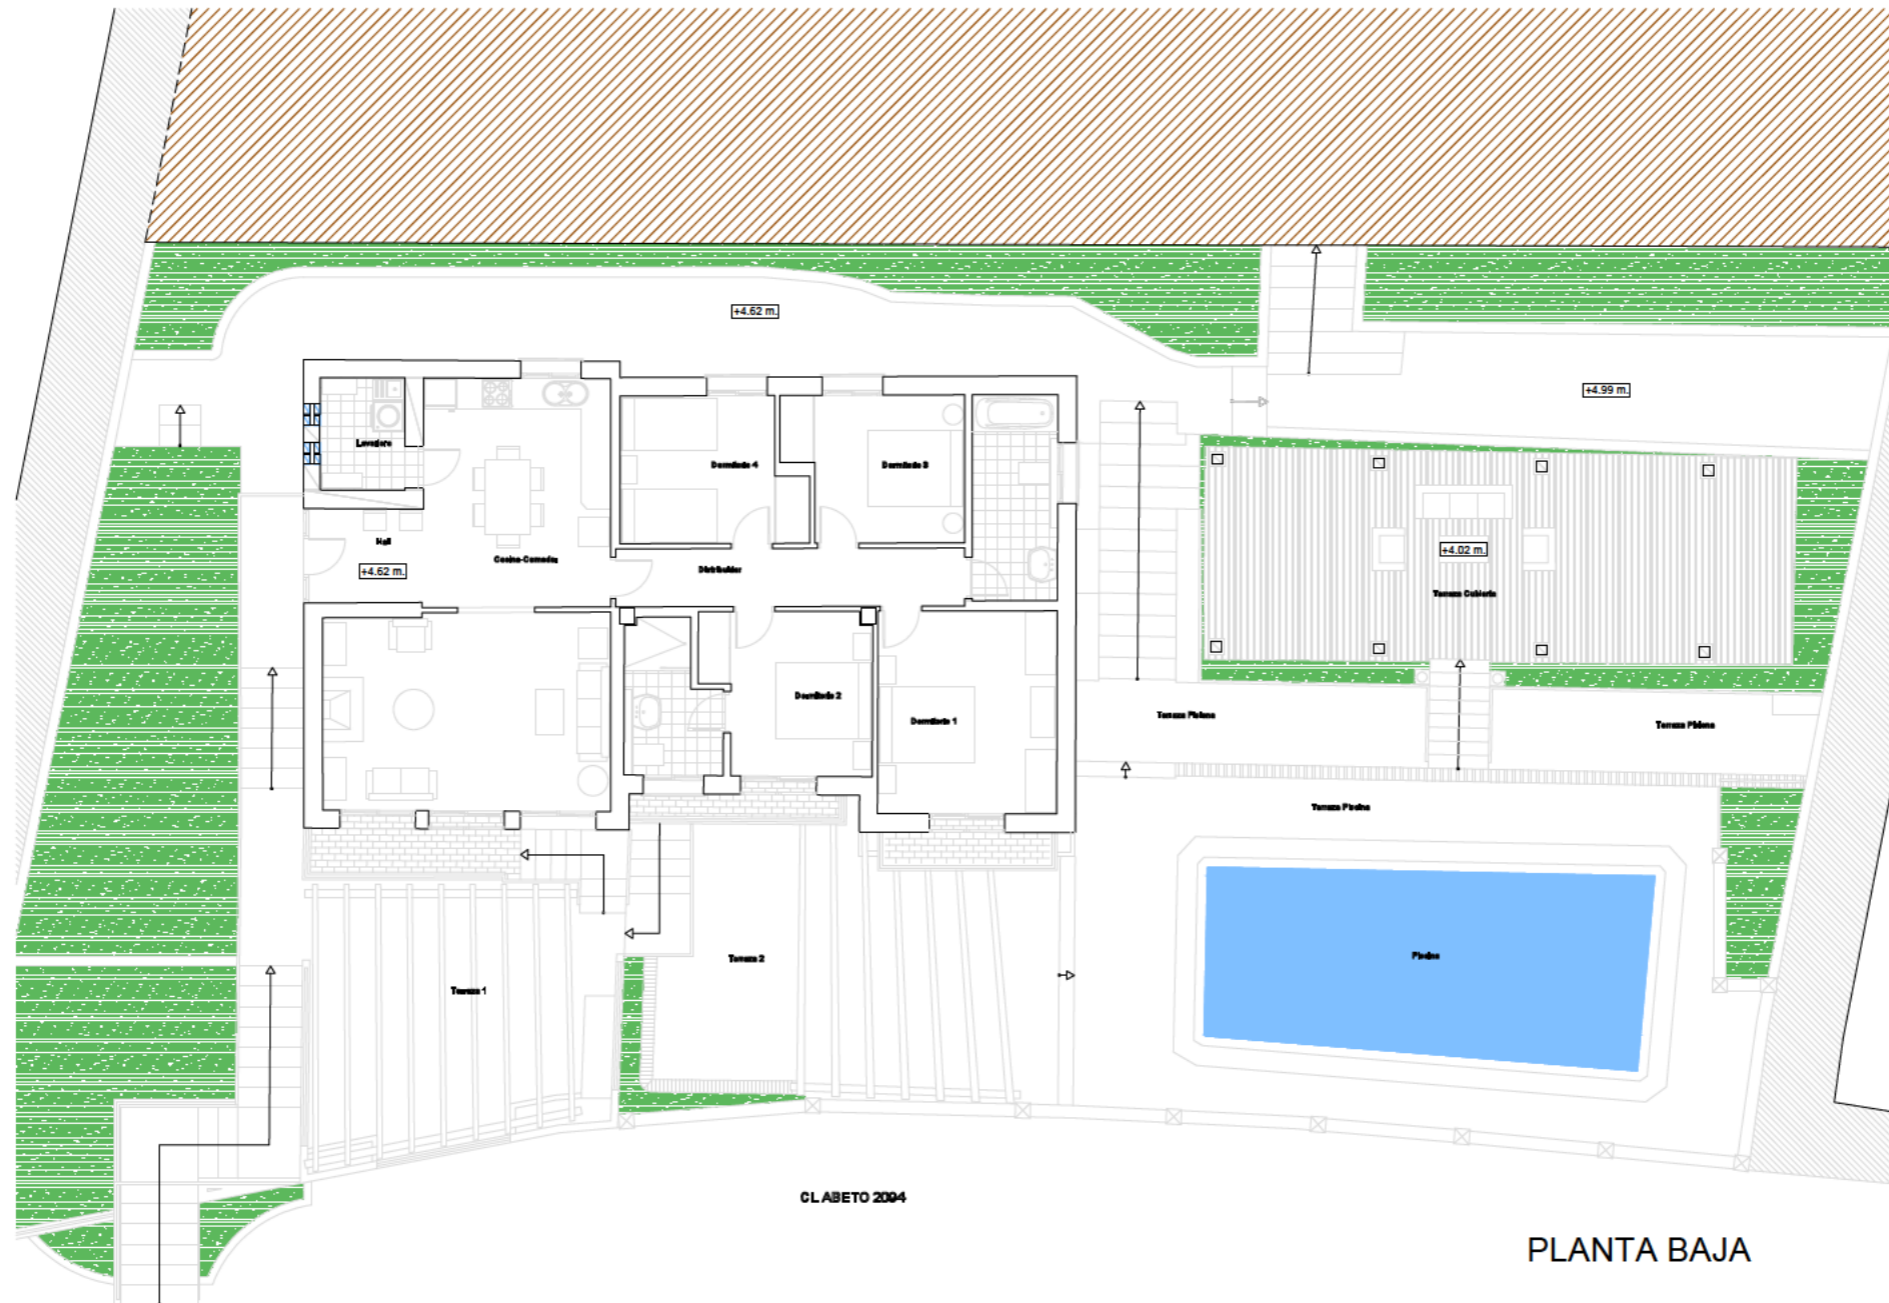 +4.62 m.
+4.99 m.
Lavadero
Dormitorio 4
Dormitorio 3
Hall
+4.62 m.
Cocina-Comedor
Distribuidor
+4.02 m.
Terraza Cubierta
Dormitorio 2
Dormitorio 1
Terraza Piscina
Terraza Piscina
Terraza Piscina
Terraza 1
Terraza 2
Piscina
CL ABETO 2094
PLANTA BAJA